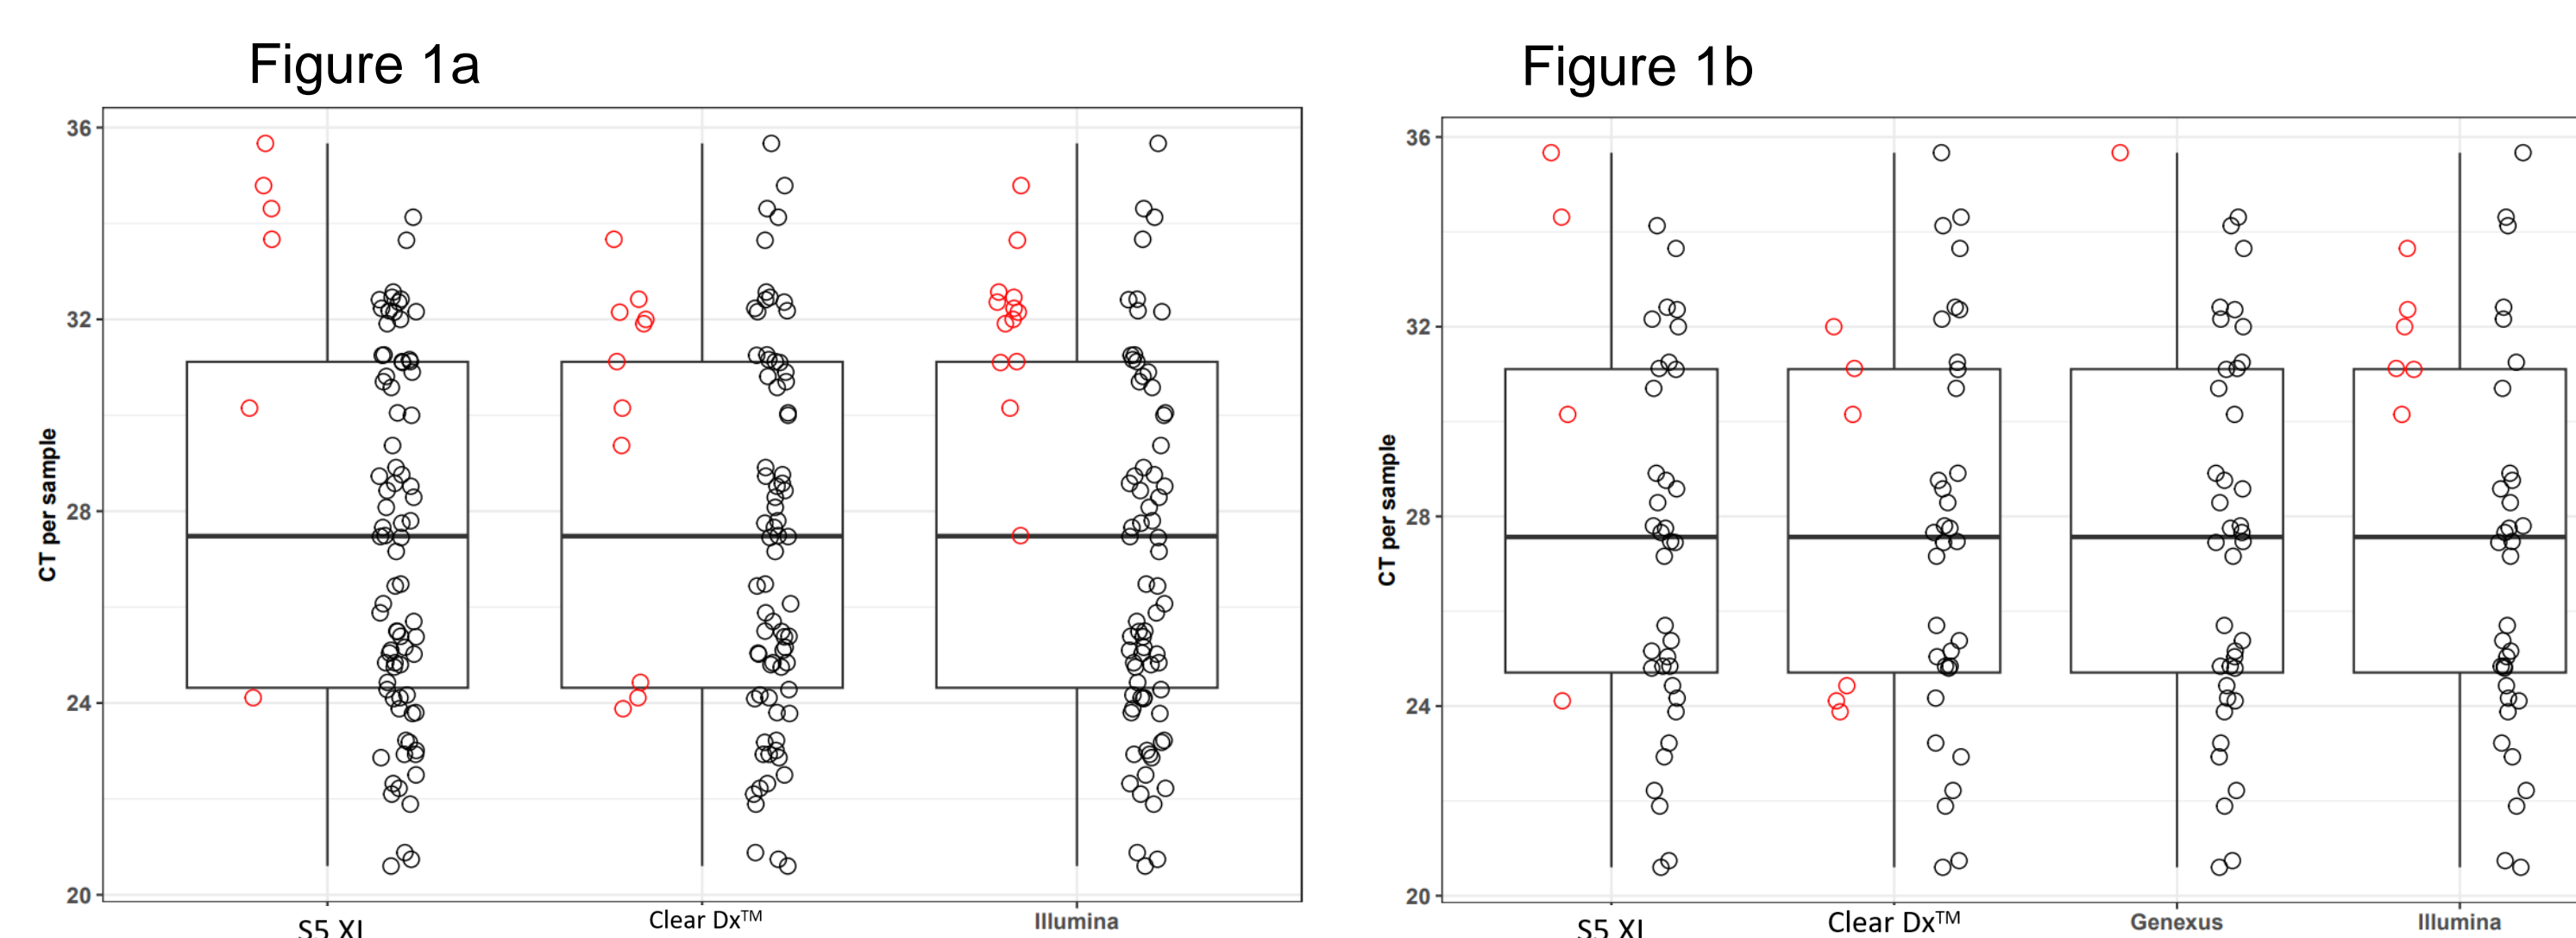 Figure 1a
36
32
28
24
20
CT per sample
S5 XL
Clear Dx™
Illumina
Figure 1b
36
32
28
24
20
CT per sample
S5 XL
Clear Dx™
Genexus
Illumina